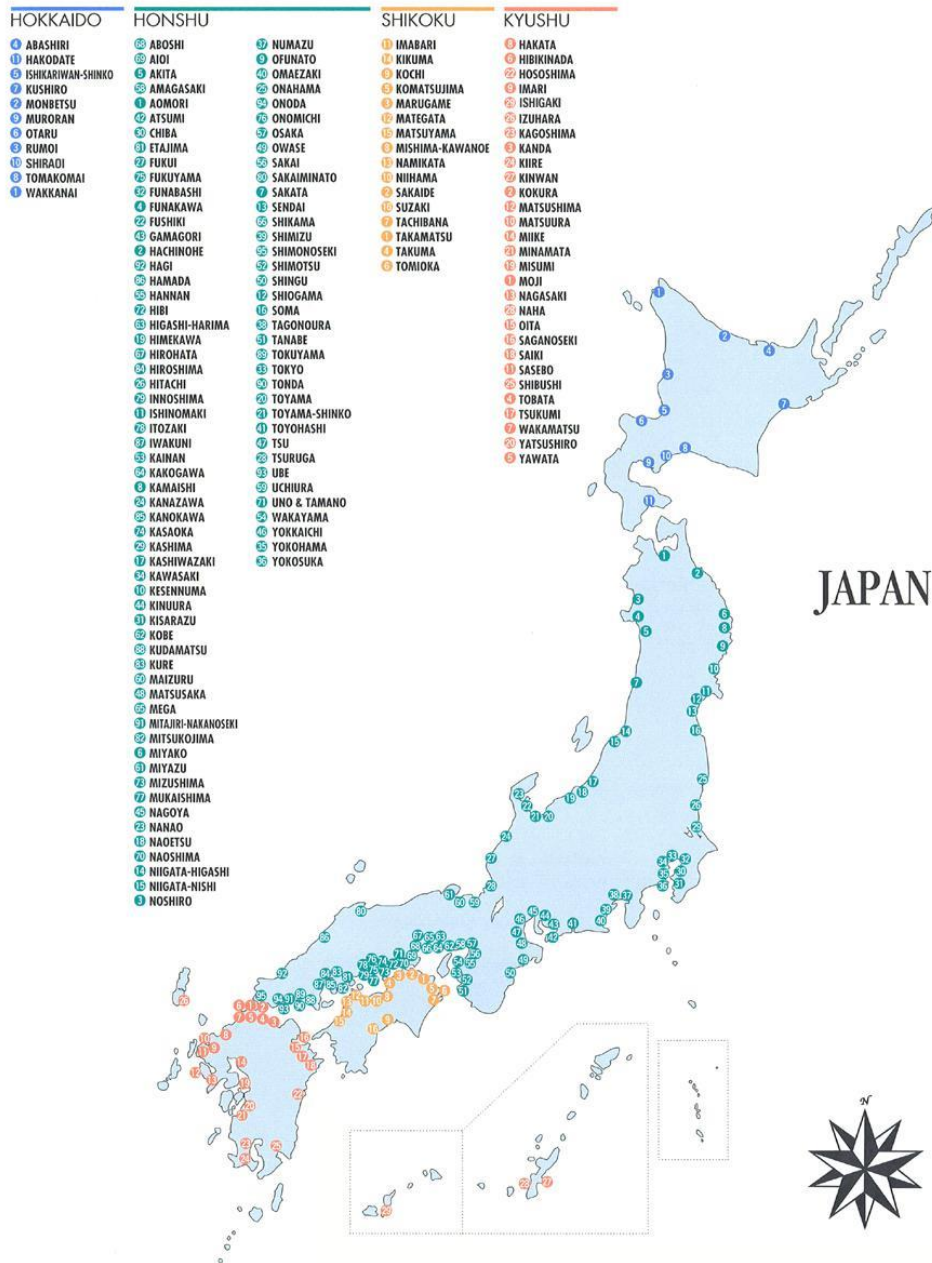 HOKKAIDO
4 ABASHIRI
11 HAKODATE
5 ISHIKARIWAN-SHINKO
7 KUSHIRO
2 MONBETSU
9 MURORAN
6 OTARU
3 RUMOI
10 SHIRAOI
8 TOMAKOMAI
1 WAKKANAI
HONSHU
68 ABOSHI
69 AIOI
5 AKITA
58 AMAGASAKI
1 AOMORI
42 ATSUMI
30 CHIBA
81 ETAJIMA
27 FUKUI
75 FUKUYAMA
32 FUNABASHI
4 FUNAKAWA
22 FUSHIKI
43 GAMAGORI
2 HACHINOHE
92 HAGI
86 HAMADA
55 HANNAN
72 HIBI
63 HIGASHI-HARIMA
19 HIMEKAWA
67 HIROHATA
84 HIROSHIMA
26 HITACHI
79 INNOSHIMA
11 ISHINOMAKI
78 ITOZAKI
87 IWAKUNI
53 KAINAN
64 KAKOGAWA
8 KAMAISHI
24 KANAZAWA
85 KANOKAWA
74 KASAOKA
29 KASHIMA
17 KASHIWAZAKI
34 KAWASAKI
10 KESENNUMA
44 KINUURA
31 KISARAZU
62 KOBE
88 KUDAMATSU
83 KURE
60 MAIZURU
48 MATSUSAKA
65 MEGA
91 MITAJIRI-NAKANOSEKI
82 MITSUKOJIMA
6 MIYAKO
61 MIYAZU
73 MIZUSHIMA
77 MUKAISHIMA
45 NAGOYA
23 NANAO
18 NAOETSU
70 NAOSHIMA
14 NIIGATA-HIGASHI
15 NIIGATA-NISHI
3 NOSHIRO
37 NUMAZU
9 OFUNATO
40 OMAEZAKI
25 ONAHAMA
94 ONODA
76 ONOMICHI
57 OSAKA
49 OWASE
56 SAKAI
80 SAKAIMINATO
7 SAKATA
13 SENDAI
66 SHIKAMA
39 SHIMIZU
95 SHIMONOSEKI
52 SHIMOTSU
50 SHINGU
12 SHIOGAMA
16 SOMA
38 TAGONOURA
51 TANABE
89 TOKUYAMA
33 TOKYO
90 TONDA
20 TOYAMA
21 TOYAMA-SHINKO
41 TOYOHASHI
47 TSU
28 TSURUGA
93 UBE
59 UCHIURA
71 UNO & TAMANO
54 WAKAYAMA
46 YOKKAICHI
35 YOKOHAMA
36 YOKOSUKA
SHIKOKU
11 IMABARI
14 KIKUMA
9 KOCHI
5 KOMATSUJIMA
3 MARUGAME
12 MATEGATA
15 MATSUYAMA
8 MISHIMA-KAWANOE
13 NAMIKATA
10 NIIHAMA
2 SAKAIDE
16 SUZAKI
7 TACHIBANA
1 TAKAMATSU
4 TAKUMA
6 TOMIOKA
KYUSHU
8 HAKATA
6 HIBIKINADA
22 HOSOSHIMA
9 IMARI
29 ISHIGAKI
26 IZUHARA
23 KAGOSHIMA
3 KANDA
24 KIIRE
27 KINWAN
2 KOKURA
12 MATSUSHIMA
10 MATSUURA
14 MIIKE
21 MINAMATA
19 MISUMI
1 MOJI
13 NAGASAKI
28 NAHA
15 OITA
16 SAGANOSEKI
18 SAIKI
11 SASEBO
25 SHIBUSHI
4 TOBATA
17 TSUKUMI
7 WAKAMATSU
20 YATSUSHIRO
5 YAWATA
JAPAN
N